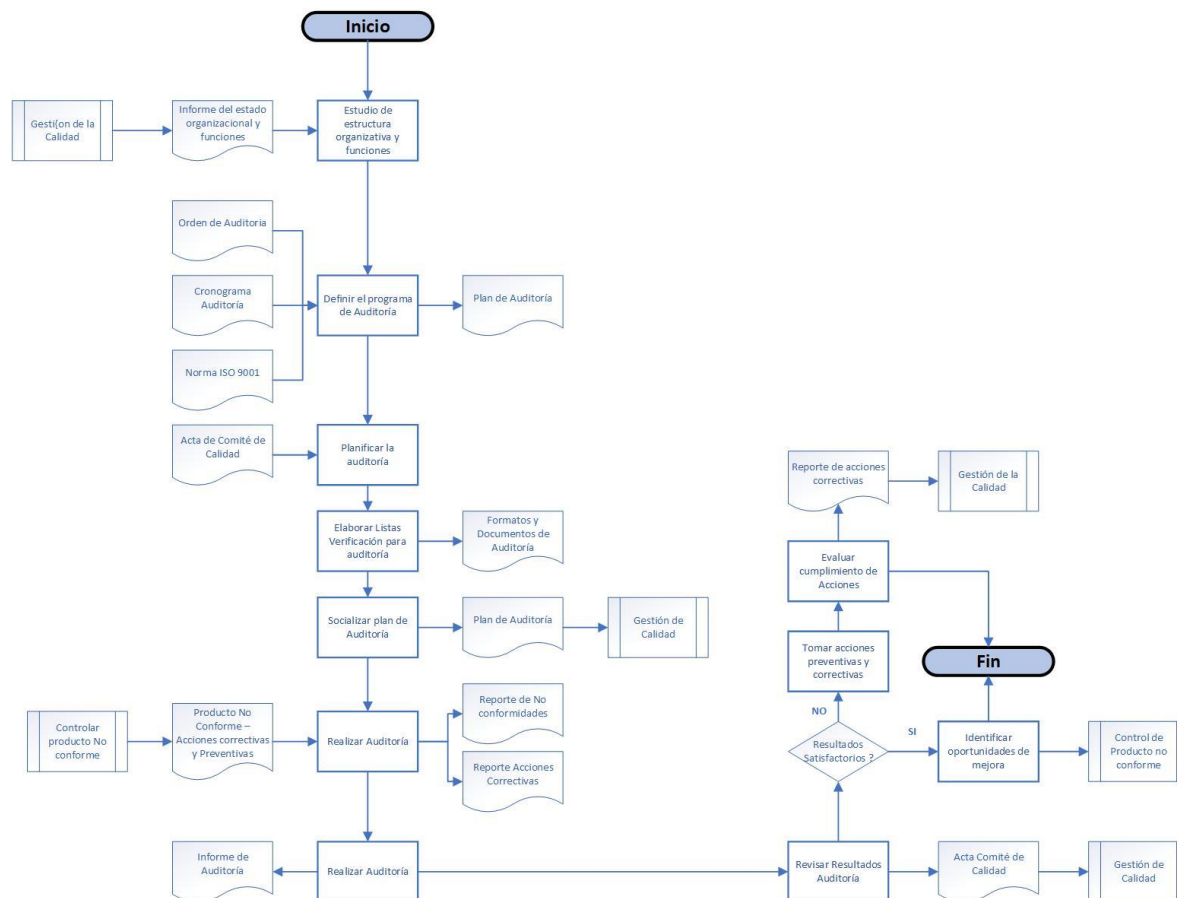 Inicio
Gesti{on de la
Calidad
Informe del estado
organizacional y
funciones
Estudio de
estructura
organizativa y
funciones
Orden de Auditoria
Cronograma
Auditoría
Norma ISO 9001
Definir el programa
de Auditoría
Plan de Auditoría
Acta de Comité de
Calidad
Planificar la
auditoría
Elaborar Listas
Verificación para
auditoría
Formatos y
Documentos de
Auditoría
Socializar plan de
Auditoría
Plan de Auditoría
Gestión de
Calidad
Controlar
producto No
conforme
Producto No
Conforme –
Acciones correctivas
y Preventivas
Realizar Auditoría
Reporte de No
conformidades
Reporte Acciones
Correctivas
Informe de
Auditoría
Realizar Auditoría
Revisar Resultados
Auditoría
Acta Comité de
Calidad
Gestión de
Calidad
Resultados
Satisfactorios ?
NO
SI
Identificar
oportunidades de
mejora
Control de
Producto no
conforme
Tomar acciones
preventivas y
correctivas
Fin
Evaluar
cumplimiento de
Acciones
Reporte de acciones
correctivas
Gestión de la
Calidad